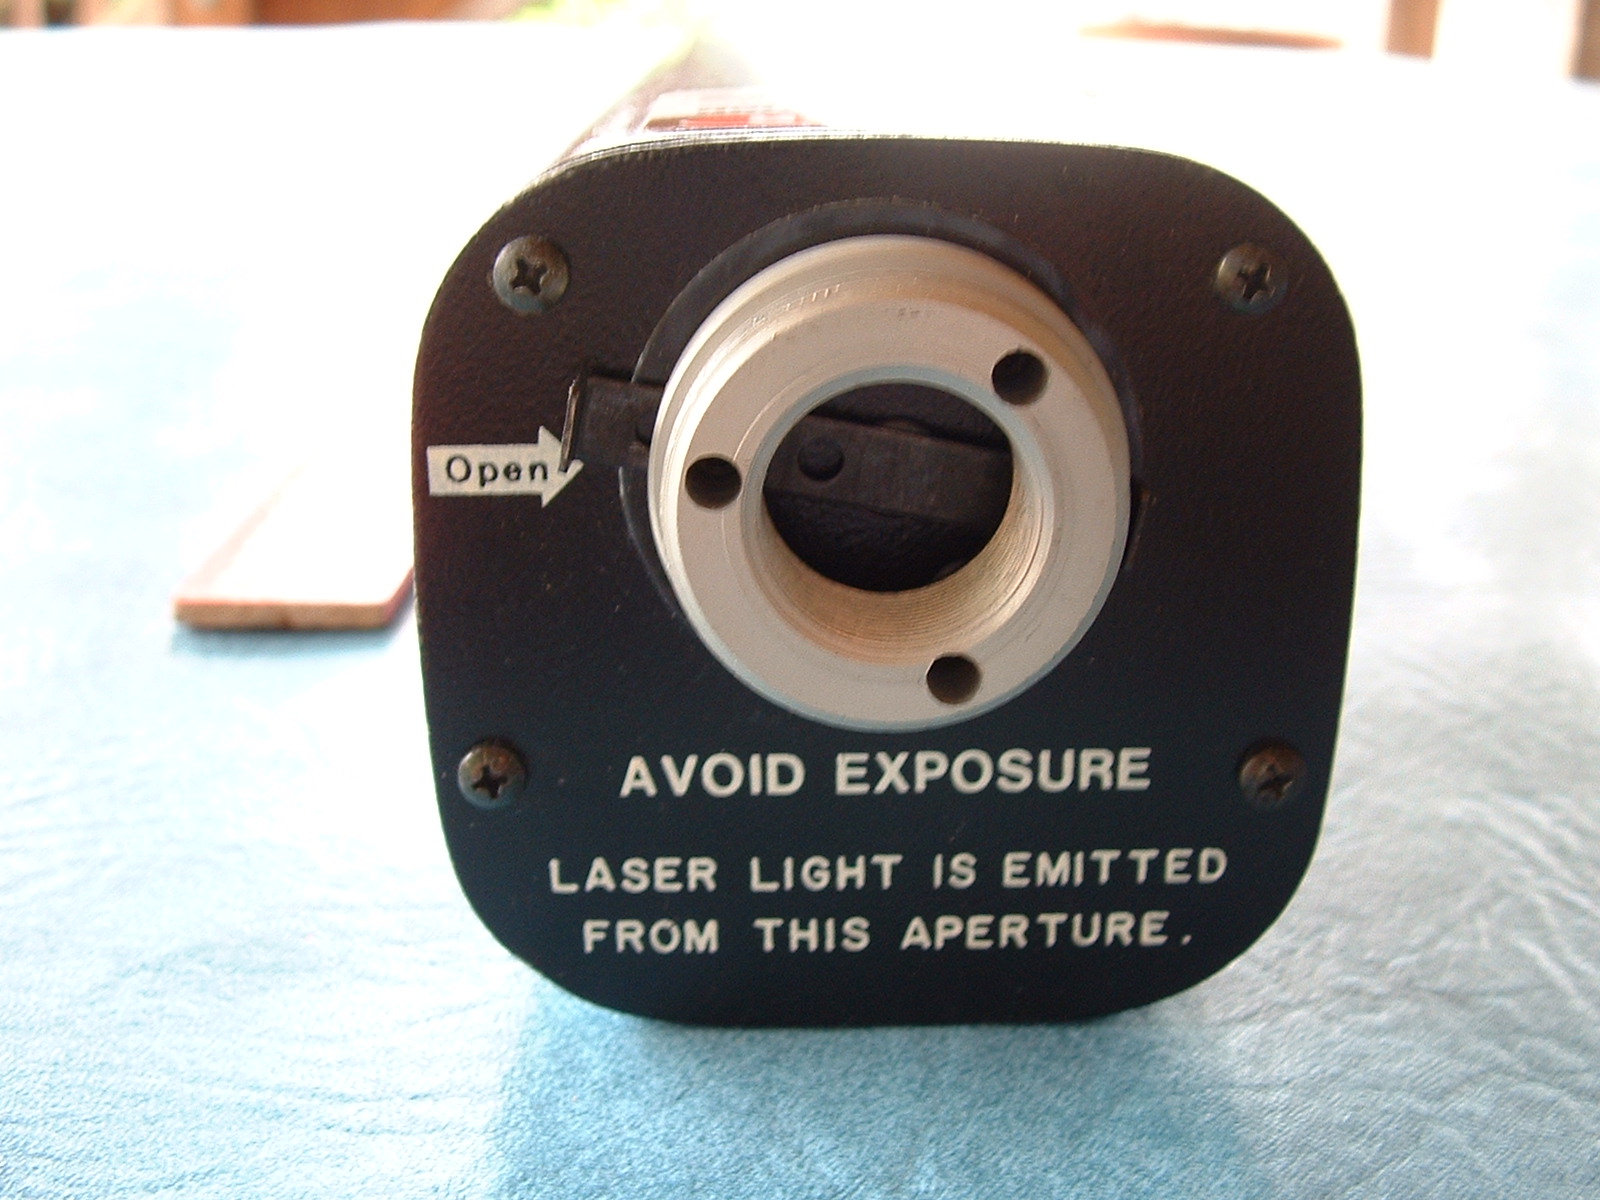 Open
AVOID EXPOSURE
LASER LIGHT IS EMITTED
FROM THIS APERTURE.